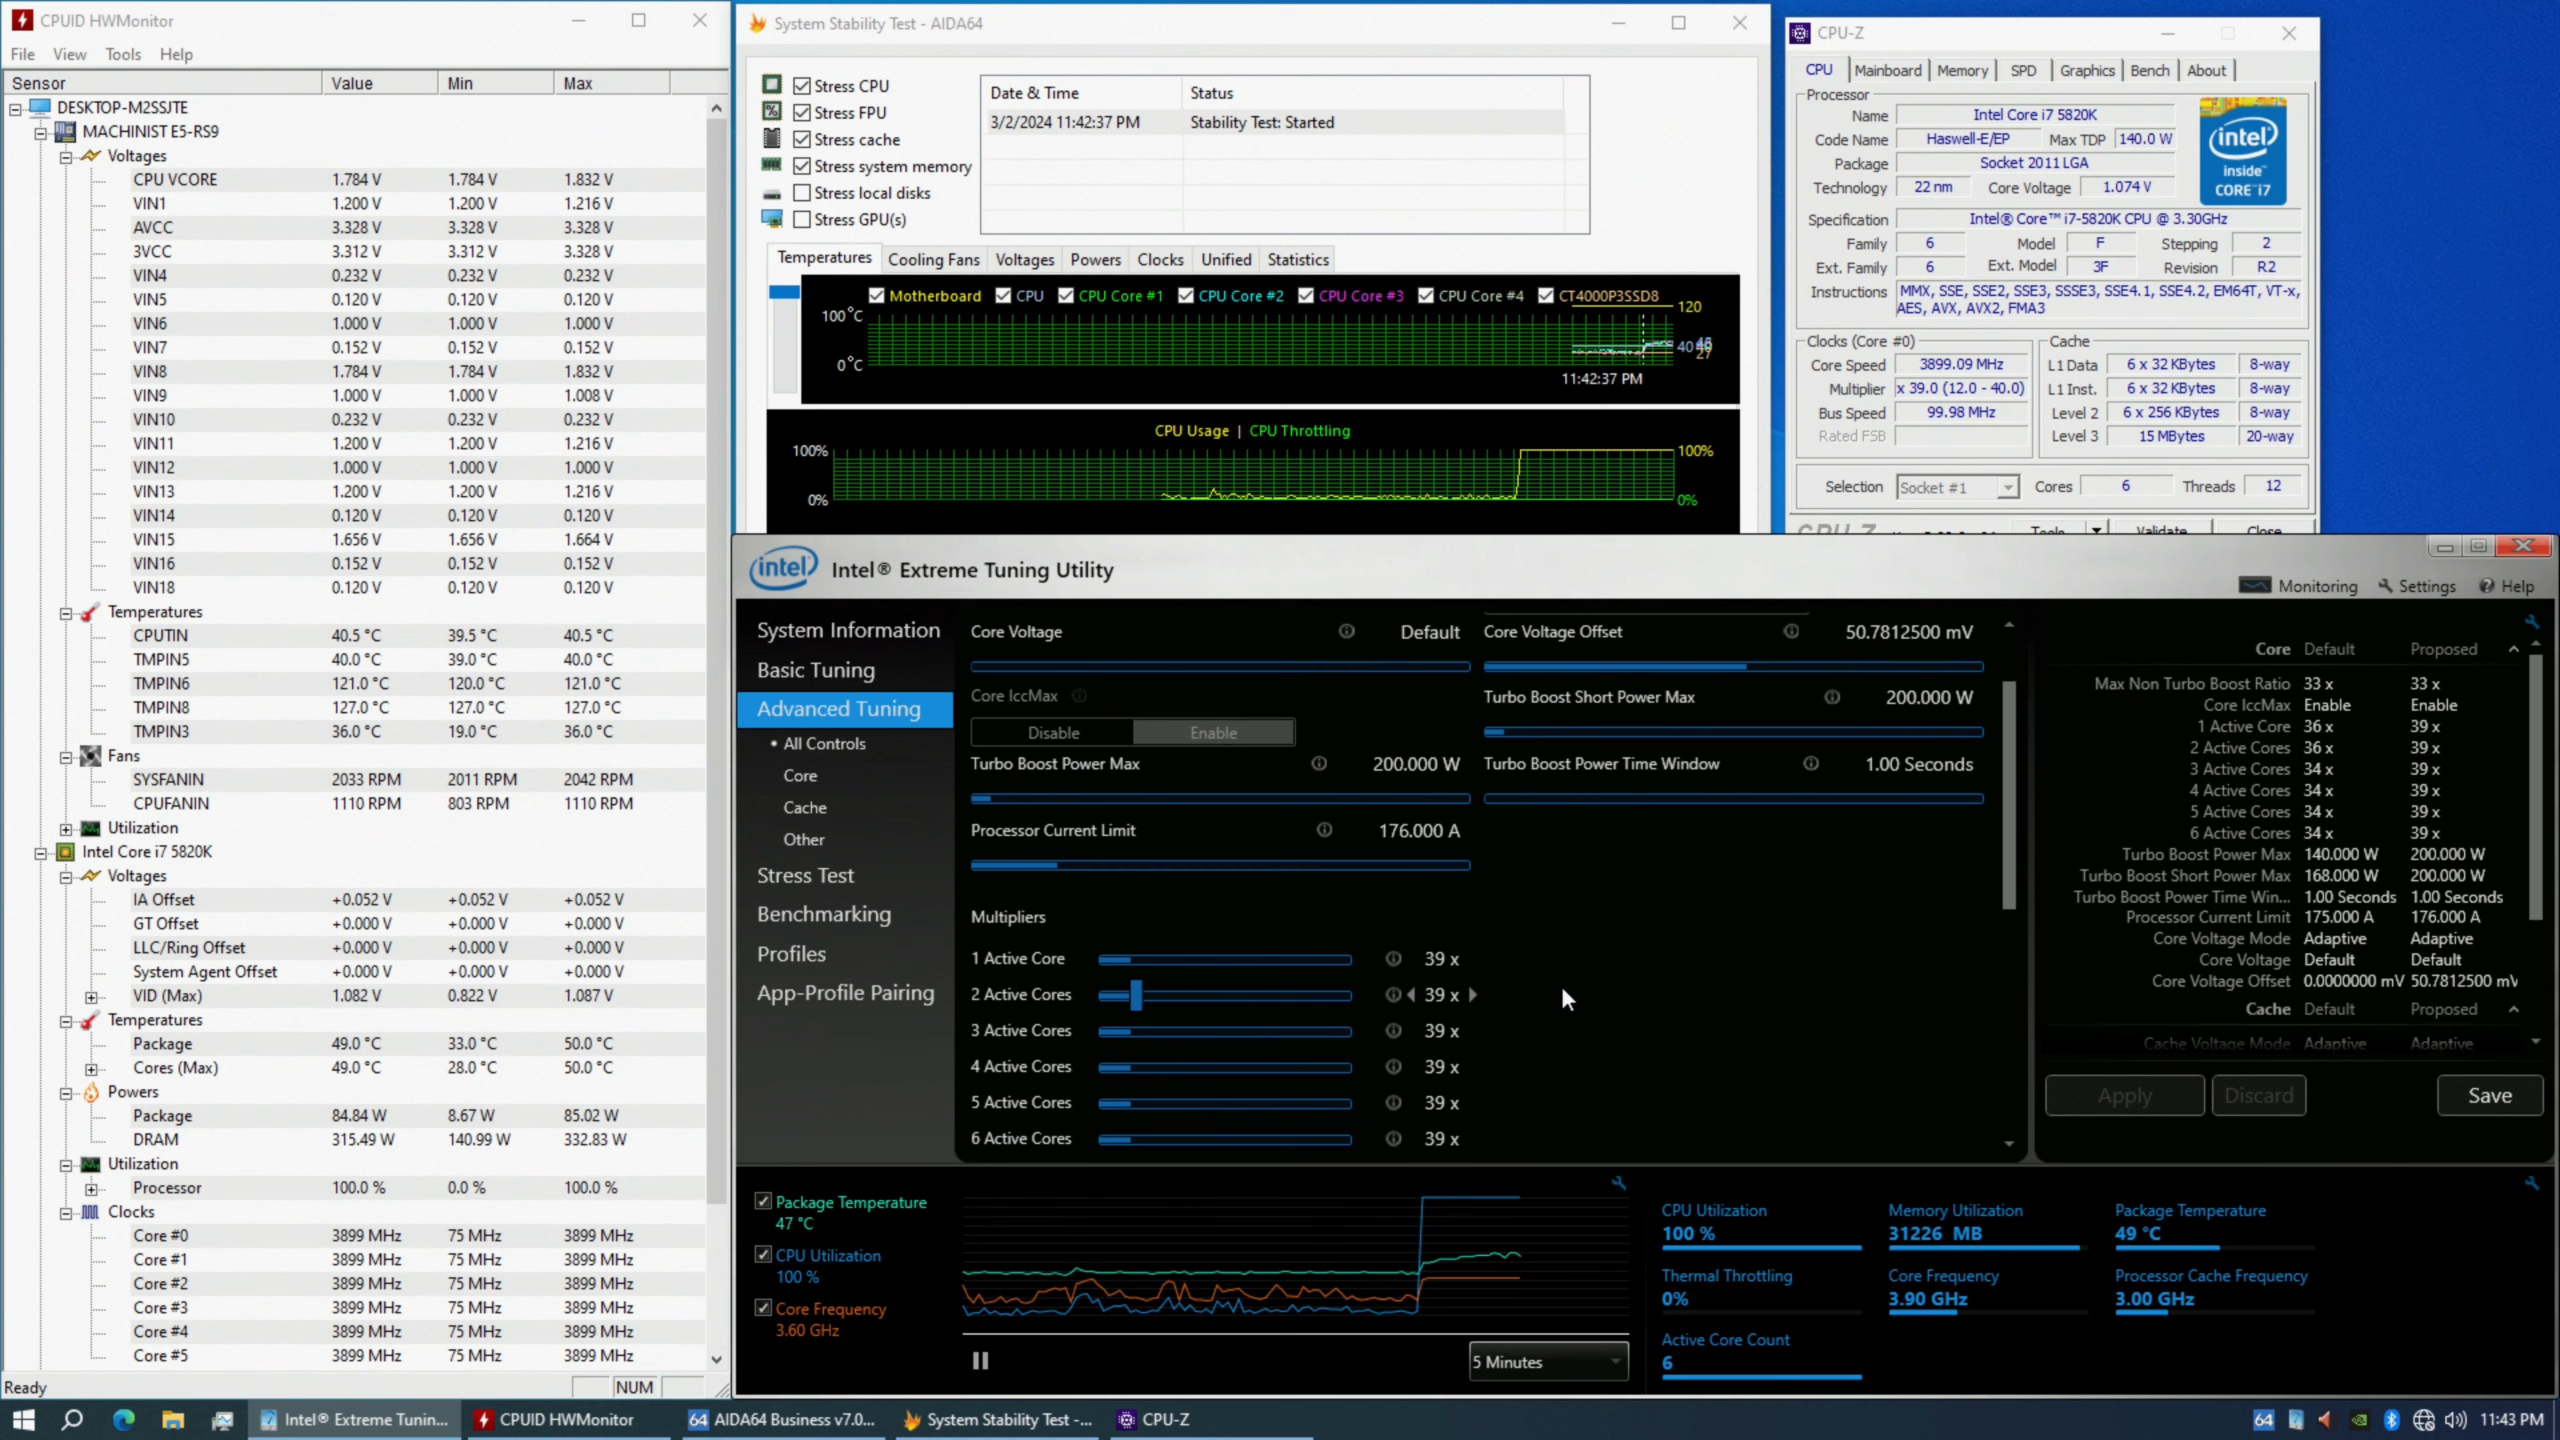 CPUID HWMonitor
File View Tools Help
Sensor Value Min Max
DESKTOP-M2SSJTE
MACHINIST E5-RS9
Voltages
CPU VCORE 1.784 V 1.784 V 1.832 V
VIN1 1.200 V 1.200 V 1.216 V
AVCC 3.328 V 3.328 V 3.328 V
3VCC 3.312 V 3.312 V 3.328 V
VIN4 0.232 V 0.232 V 0.232 V
VIN5 0.120 V 0.120 V 0.120 V
VIN6 1.000 V 1.000 V 1.000 V
VIN7 0.152 V 0.152 V 0.152 V
VIN8 1.784 V 1.784 V 1.832 V
VIN9 1.000 V 1.000 V 1.008 V
VIN10 0.232 V 0.232 V 0.232 V
VIN11 1.200 V 1.200 V 1.216 V
VIN12 1.000 V 1.000 V 1.000 V
VIN13 1.200 V 1.200 V 1.216 V
VIN14 0.120 V 0.120 V 0.120 V
VIN15 1.656 V 1.656 V 1.664 V
VIN16 0.152 V 0.152 V 0.152 V
VIN18 0.120 V 0.120 V 0.120 V
Temperatures
CPUTIN 40.5 °C 39.5 °C 40.5 °C
TMPIN5 40.0 °C 39.0 °C 40.0 °C
TMPIN6 121.0 °C 120.0 °C 121.0 °C
TMPIN8 127.0 °C 127.0 °C 127.0 °C
TMPIN3 36.0 °C 19.0 °C 36.0 °C
Fans
SYSFANIN 2033 RPM 2011 RPM 2042 RPM
CPUFANIN 1110 RPM 803 RPM 1110 RPM
Utilization
Intel Core i7 5820K
Voltages
IA Offset +0.052 V +0.052 V +0.052 V
GT Offset +0.000 V +0.000 V +0.000 V
LLC/Ring Offset +0.000 V +0.000 V +0.000 V
System Agent Offset +0.000 V +0.000 V +0.000 V
VID (Max) 1.082 V 0.822 V 1.087 V
Temperatures
Package 49.0 °C 33.0 °C 50.0 °C
Cores (Max) 49.0 °C 28.0 °C 50.0 °C
Powers
Package 84.84 W 8.67 W 85.02 W
DRAM 315.49 W 140.99 W 332.83 W
Utilization
Processor 100.0 % 0.0 % 100.0 %
Clocks
Core #0 3899 MHz 75 MHz 3899 MHz
Core #1 3899 MHz 75 MHz 3899 MHz
Core #2 3899 MHz 75 MHz 3899 MHz
Core #3 3899 MHz 75 MHz 3899 MHz
Core #4 3899 MHz 75 MHz 3899 MHz
Core #5 3899 MHz 75 MHz 3899 MHz
Ready NUM
System Stability Test - AIDA64
Stress CPU
Stress FPU
Stress cache
Stress system memory
Stress local disks
Stress GPU(s)
Date & Time Status
3/2/2024 11:42:37 PM Stability Test: Started
Temperatures Cooling Fans Voltages Powers Clocks Unified Statistics
Motherboard CPU CPU Core #1 CPU Core #2 CPU Core #3 CPU Core #4 CT4000P3SSD8
100°C 120
40
27
0°C
11:42:37 PM
CPU Usage | CPU Throttling
100% 100%
0% 0%
CPU-Z
CPU Mainboard Memory SPD Graphics Bench About
Processor
Name Intel Core i7 5820K
Code Name Haswell-E/EP Max TDP 140.0 W
Package Socket 2011 LGA
Technology 22 nm Core Voltage 1.074 V
intel inside™ CORE™i7
Specification Intel® Core™ i7-5820K CPU @ 3.30GHz
Family 6 Model F Stepping 2
Ext. Family 6 Ext. Model 3F Revision R2
Instructions MMX, SSE, SSE2, SSE3, SSSE3, SSE4.1, SSE4.2, EM64T, VT-x,
AES, AVX, AVX2, FMA3
Clocks (Core #0) Cache
Core Speed 3899.09 MHz L1 Data 6 x 32 KBytes 8-way
Multiplier x 39.0 (12.0 - 40.0) L1 Inst. 6 x 32 KBytes 8-way
Bus Speed 99.98 MHz Level 2 6 x 256 KBytes 8-way
Rated FSB Level 3 15 MBytes 20-way
Selection Socket #1 Cores 6 Threads 12
CPU-Z Tools Validate Close
intel Intel® Extreme Tuning Utility
Monitoring Settings Help
System Information
Basic Tuning
Advanced Tuning
• All Controls
Core
Cache
Other
Stress Test
Benchmarking
Profiles
App-Profile Pairing
Core Voltage Default Core Voltage Offset 50.7812500 mV
Core IccMax Turbo Boost Short Power Max 200.000 W
Disable Enable
Turbo Boost Power Max 200.000 W Turbo Boost Power Time Window 1.00 Seconds
Processor Current Limit 176.000 A
Multipliers
1 Active Core 39 x
2 Active Cores 39 x
3 Active Cores 39 x
4 Active Cores 39 x
5 Active Cores 39 x
6 Active Cores 39 x
Core Default Proposed
Max Non Turbo Boost Ratio 33 x 33 x
Core IccMax Enable Enable
1 Active Core 36 x 39 x
2 Active Cores 36 x 39 x
3 Active Cores 34 x 39 x
4 Active Cores 34 x 39 x
5 Active Cores 34 x 39 x
6 Active Cores 34 x 39 x
Turbo Boost Power Max 140.000 W 200.000 W
Turbo Boost Short Power Max 168.000 W 200.000 W
Turbo Boost Power Time Win... 1.00 Seconds 1.00 Seconds
Processor Current Limit 175.000 A 176.000 A
Core Voltage Mode Adaptive Adaptive
Core Voltage Default Default
Core Voltage Offset 0.0000000 mV 50.7812500 mV
Cache Default Proposed
Cache Voltage Mode Adaptive Adaptive
Apply Discard Save
Package Temperature
47 °C
CPU Utilization
100 %
Core Frequency
3.60 GHz
5 Minutes
CPU Utilization Memory Utilization Package Temperature
100 % 31226 MB 49 °C
Thermal Throttling Core Frequency Processor Cache Frequency
0% 3.90 GHz 3.00 GHz
Active Core Count
6
Intel® Extreme Tunin... CPUID HWMonitor 64 AIDA64 Business v7.0... System Stability Test -... CPU-Z 64 11:43 PM